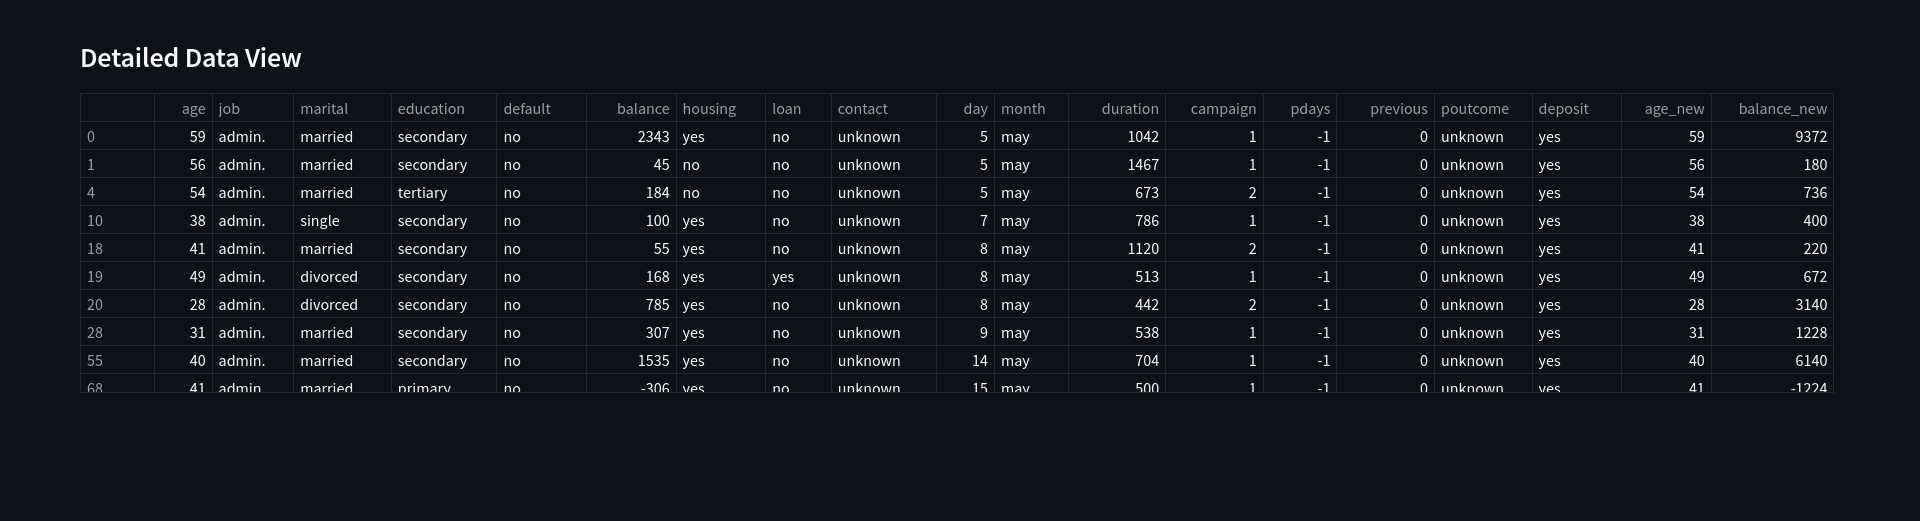 Detailed Data View
age job marital education default balance housing loan contact day month duration campaign pdays previous poutcome deposit age_new balance_new
0 59 admin. married secondary no 2343 yes no unknown 5 may 1042 1 -1 0 unknown yes 59 9372
1 56 admin. married secondary no 45 no no unknown 5 may 1467 1 -1 0 unknown yes 56 180
4 54 admin. married tertiary no 184 no no unknown 5 may 673 2 -1 0 unknown yes 54 736
10 38 admin. single secondary no 100 yes no unknown 7 may 786 1 -1 0 unknown yes 38 400
18 41 admin. married secondary no 55 yes no unknown 8 may 1120 2 -1 0 unknown yes 41 220
19 49 admin. divorced secondary no 168 yes yes unknown 8 may 513 1 -1 0 unknown yes 49 672
20 28 admin. divorced secondary no 785 yes no unknown 8 may 442 2 -1 0 unknown yes 28 3140
28 31 admin. married secondary no 307 yes no unknown 9 may 538 1 -1 0 unknown yes 31 1228
55 40 admin. married secondary no 1535 yes no unknown 14 may 704 1 -1 0 unknown yes 40 6140
68 41 admin. married primary no -306 yes no unknown 15 may 500 1 -1 0 unknown yes 41 -1224